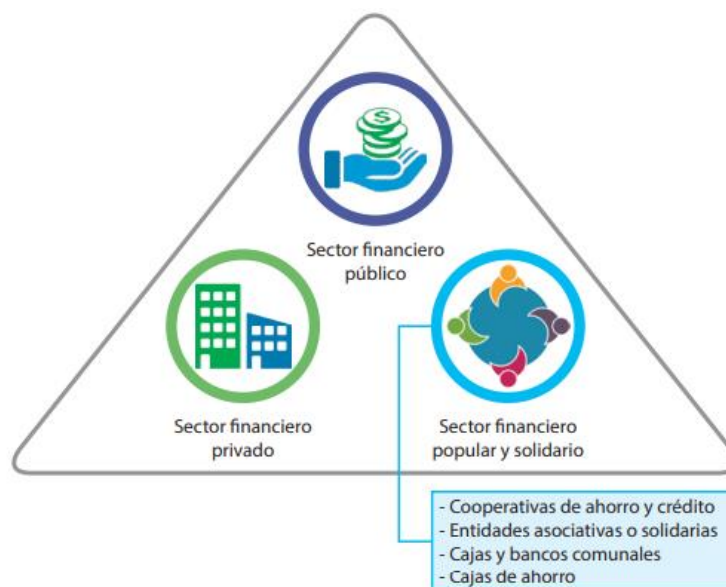 $
Sector financiero
público
Sector financiero
privado
Sector financiero
popular y solidario
- Cooperativas de ahorro y crédito
- Entidades asociativas o solidarias
- Cajas y bancos comunales
- Cajas de ahorro